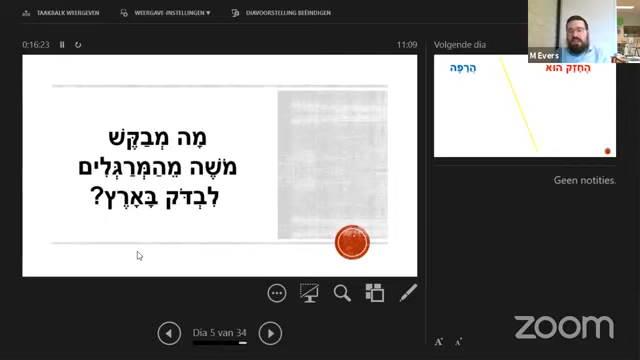 TAAKBALK WEERGEVEN
WEERGAVE-INSTELLINGEN ▾
DIAVOORSTELLING BEËINDIGEN
0:16:23
11:09
מָה מְבַקֵּשׁ
מֹשֶׁה מֵהַמְּרַגְּלִים
לִבְדֹּק בָּאָרֶץ?
Dia 5 van 34
Volgende dia
הֶחָזָק הוּא
הֲרָפֶה
Geen notities.
A A
M Evers
zoom